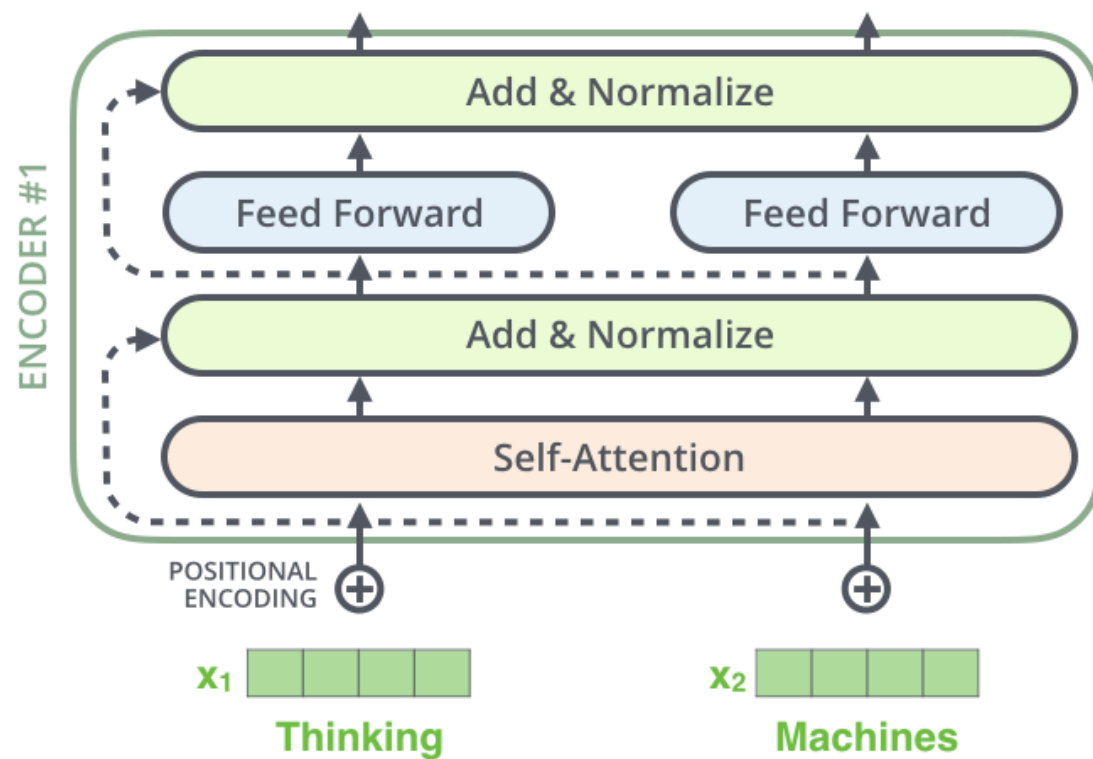 Add & Normalize
Feed Forward
Feed Forward
ENCODER #1
Add & Normalize
Self-Attention
POSITIONAL
ENCODING
x₁
x₂
Thinking
Machines